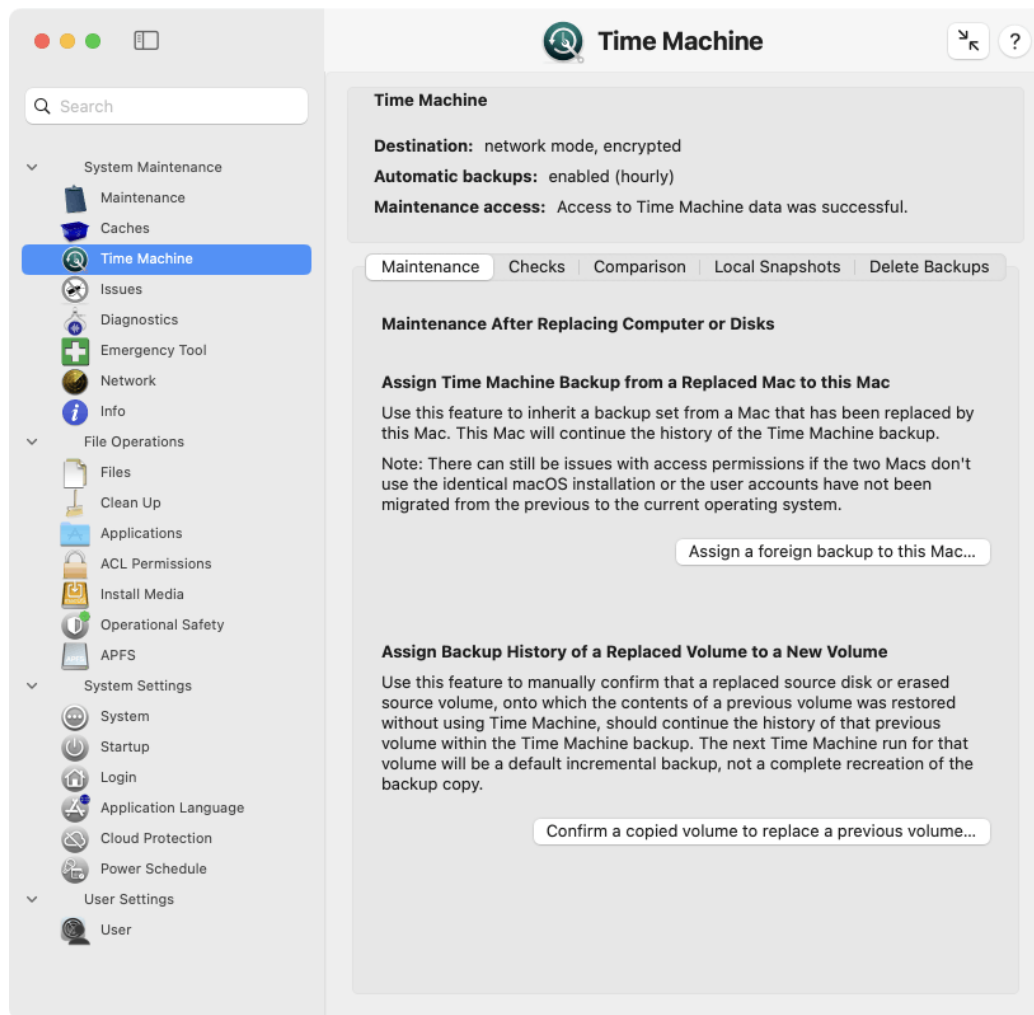 Time Machine
?
Search
System Maintenance
Maintenance
Caches
Time Machine
Issues
Diagnostics
Emergency Tool
Network
Info
File Operations
Files
Clean Up
Applications
ACL Permissions
Install Media
Operational Safety
APFS
System Settings
System
Startup
Login
Application Language
Cloud Protection
Power Schedule
User Settings
User
Time Machine
Destination: network mode, encrypted
Automatic backups: enabled (hourly)
Maintenance access: Access to Time Machine data was successful.
Maintenance Checks Comparison Local Snapshots Delete Backups
Maintenance After Replacing Computer or Disks
Assign Time Machine Backup from a Replaced Mac to this Mac
Use this feature to inherit a backup set from a Mac that has been replaced by
this Mac. This Mac will continue the history of the Time Machine backup.
Note: There can still be issues with access permissions if the two Macs don't
use the identical macOS installation or the user accounts have not been
migrated from the previous to the current operating system.
Assign a foreign backup to this Mac...
Assign Backup History of a Replaced Volume to a New Volume
Use this feature to manually confirm that a replaced source disk or erased
source volume, onto which the contents of a previous volume was restored
without using Time Machine, should continue the history of that previous
volume within the Time Machine backup. The next Time Machine run for that
volume will be a default incremental backup, not a complete recreation of the
backup copy.
Confirm a copied volume to replace a previous volume...